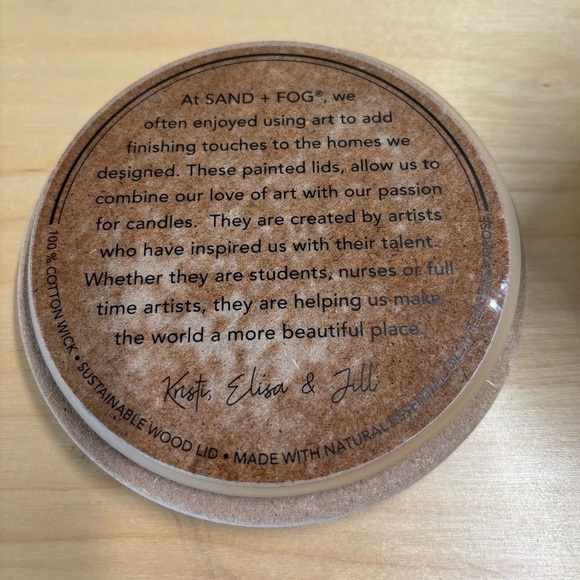 At SAND + FOG®, we
often enjoyed using art to add
finishing touches to the homes we
designed. These painted lids, allow us to
combine our love of art with our passion
for candles. They are created by artists
who have inspired us with their talent.
Whether they are students, nurses or full
time artists, they are helping us make
the world a more beautiful place.
Kristi, Elisa & Jill
100 % COTTON WICK • SUSTAINABLE WOOD LID • MADE WITH NATURAL ESSENTIAL OILS